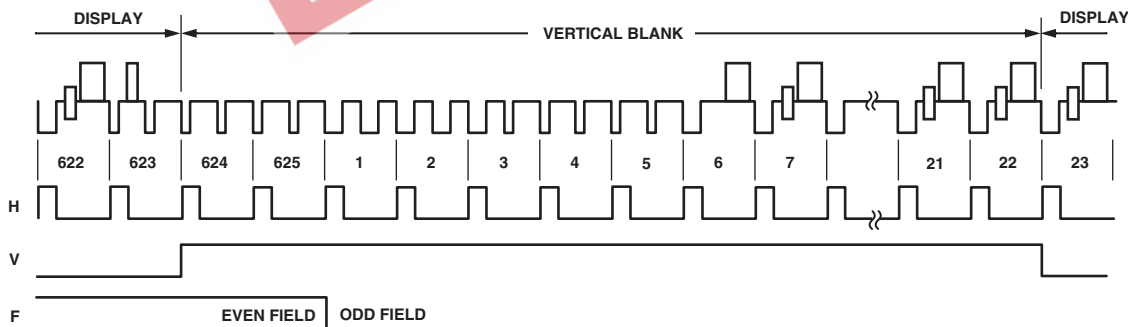 DISPLAY VERTICAL BLANK DISPLAY
622 623 624 625 1 2 3 4 5 6 7 21 22 23
H
V
F EVEN FIELD ODD FIELD